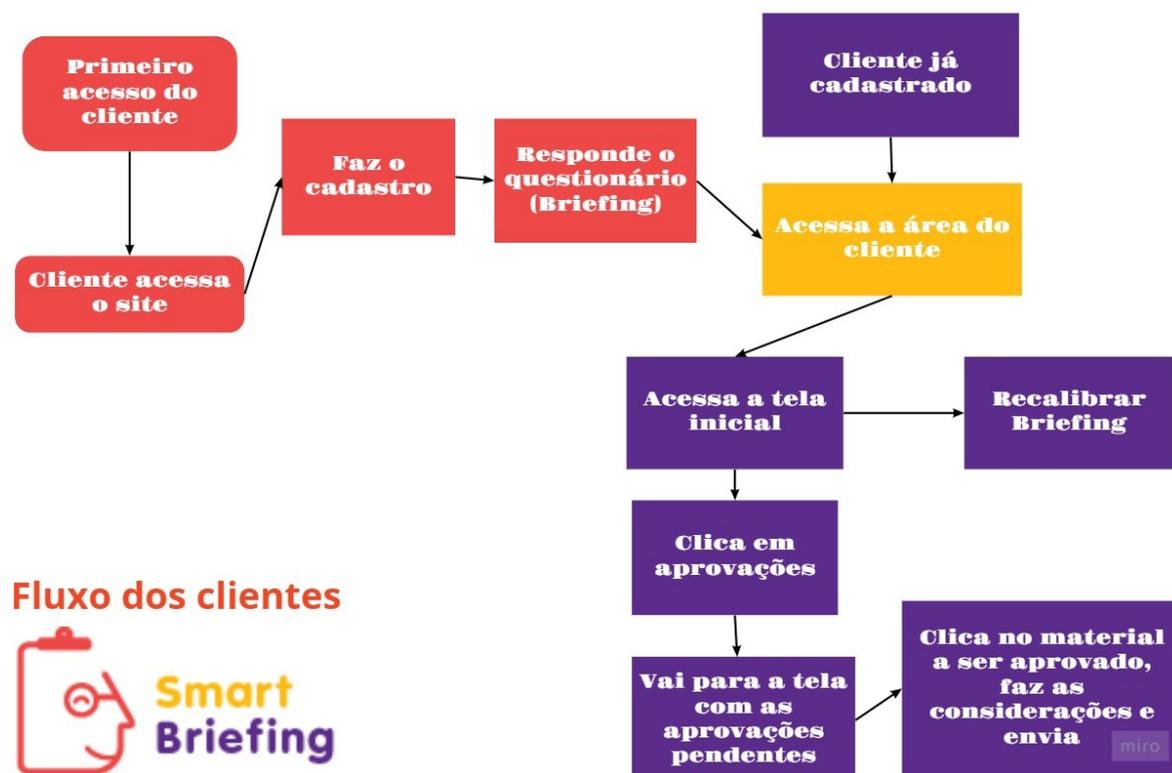 Primeiro
acesso do
cliente
Cliente acessa
o site
Faz o
cadastro
Responde o
questionário
(Briefing)
Cliente já
cadastrado
Acessa a área do
cliente
Acessa a tela
inicial
Recalibrar
Briefing
Clica em
aprovações
Vai para a tela
com as
aprovações
pendentes
Clica no material
a ser aprovado,
faz as
considerações e
envia
Fluxo dos clientes
Smart
Briefing
miro